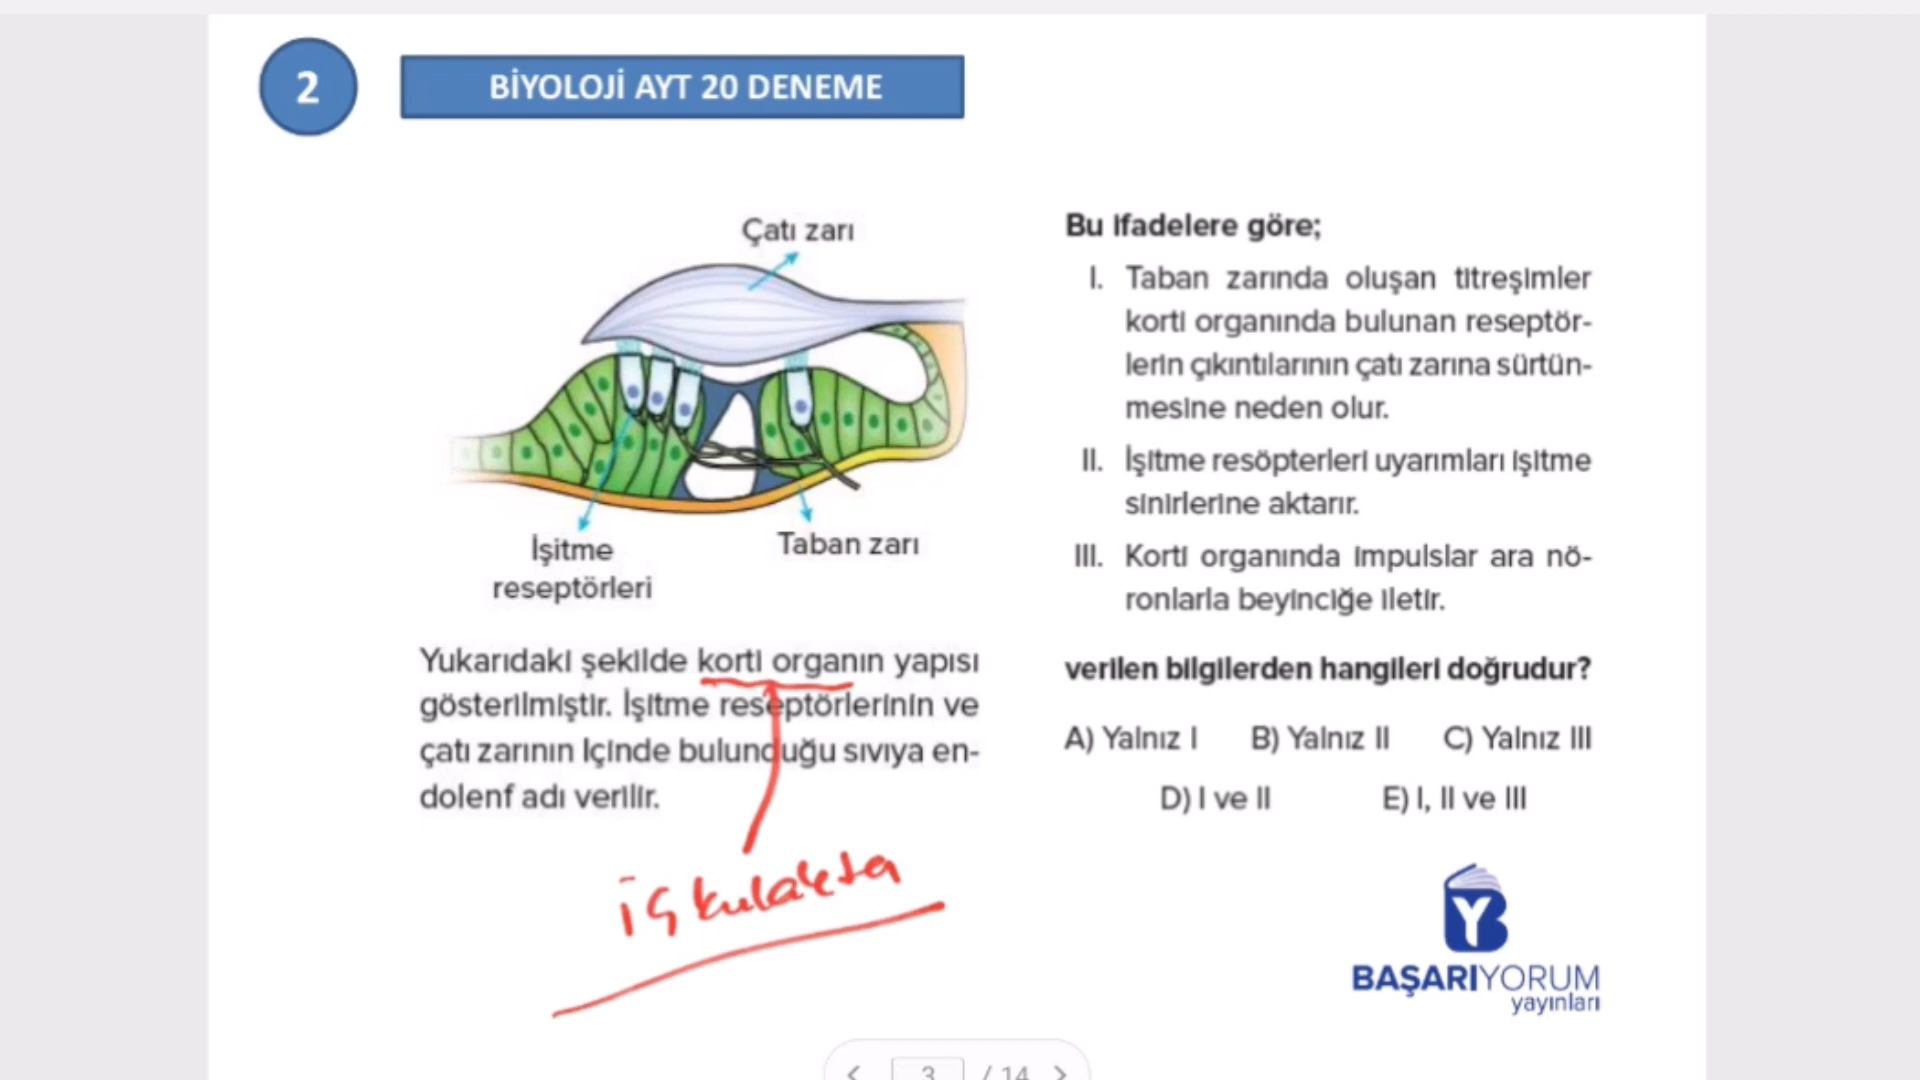 2
BİYOLOJİ AYT 20 DENEME
Çatı zarı
İşitme
reseptörleri
Taban zarı
Yukarıdaki şekilde korti organın yapısı
gösterilmiştir. İşitme reseptörlerinin ve
çatı zarının içinde bulunduğu sıvıya en-
dolenf adı verilir.
iç kulakta
Bu ifadelere göre;
I. Taban zarında oluşan titreşimler
korti organında bulunan reseptör-
lerin çıkıntılarının çatı zarına sürtün-
mesine neden olur.
II. İşitme resöpterleri uyarımları işitme
sinirlerine aktarır.
III. Korti organında impulslar ara nö-
ronlarla beyinciğe iletir.
verilen bilgilerden hangileri doğrudur?
A) Yalnız I B) Yalnız II C) Yalnız III
D) I ve II E) I, II ve III
BAŞARIYORUM
yayınları
3 / 14